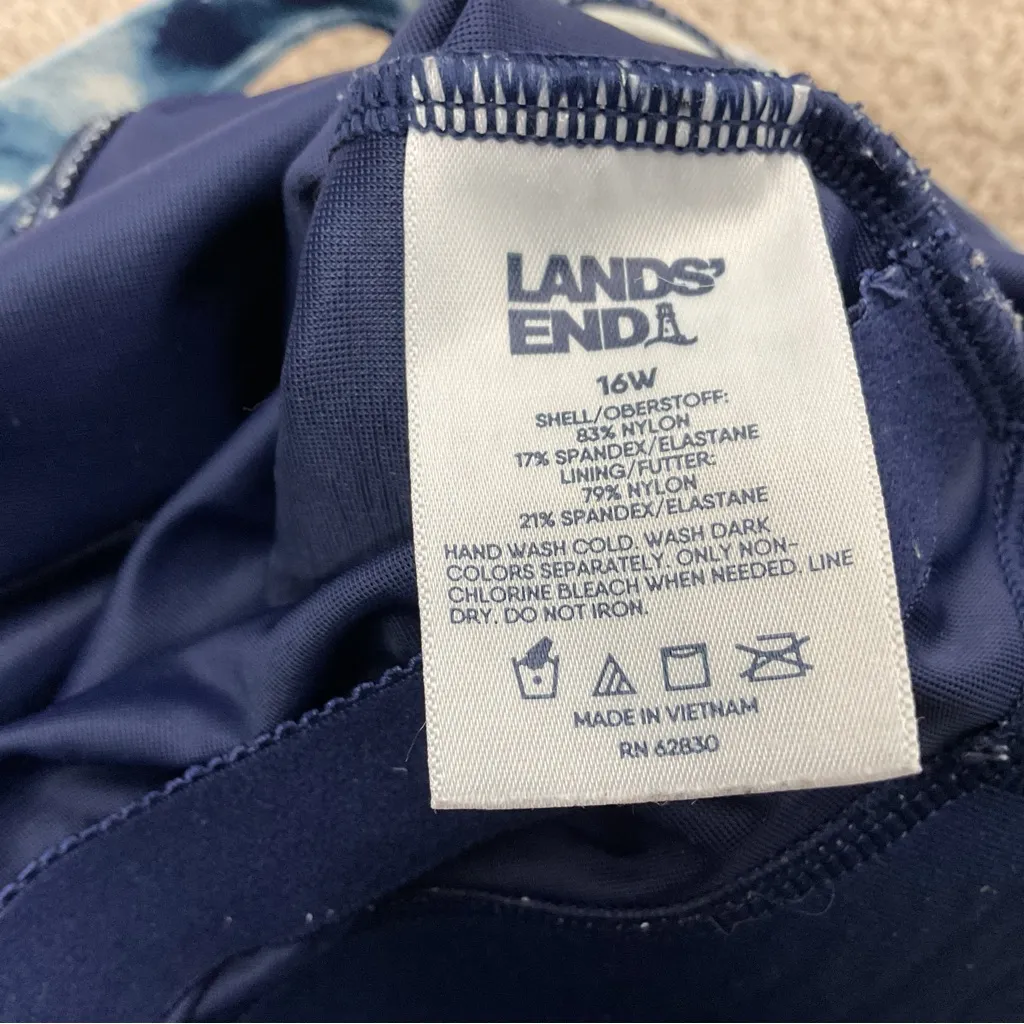 LANDS'
END
16W
SHELL/OBERSTOFF:
83% NYLON
17% SPANDEX/ELASTANE
LINING/FUTTER:
79% NYLON
21% SPANDEX/ELASTANE
HAND WASH COLD, WASH DARK
COLORS SEPARATELY. ONLY NON-
CHLORINE BLEACH WHEN NEEDED. LINE
DRY. DO NOT IRON.
MADE IN VIETNAM
RN 62830